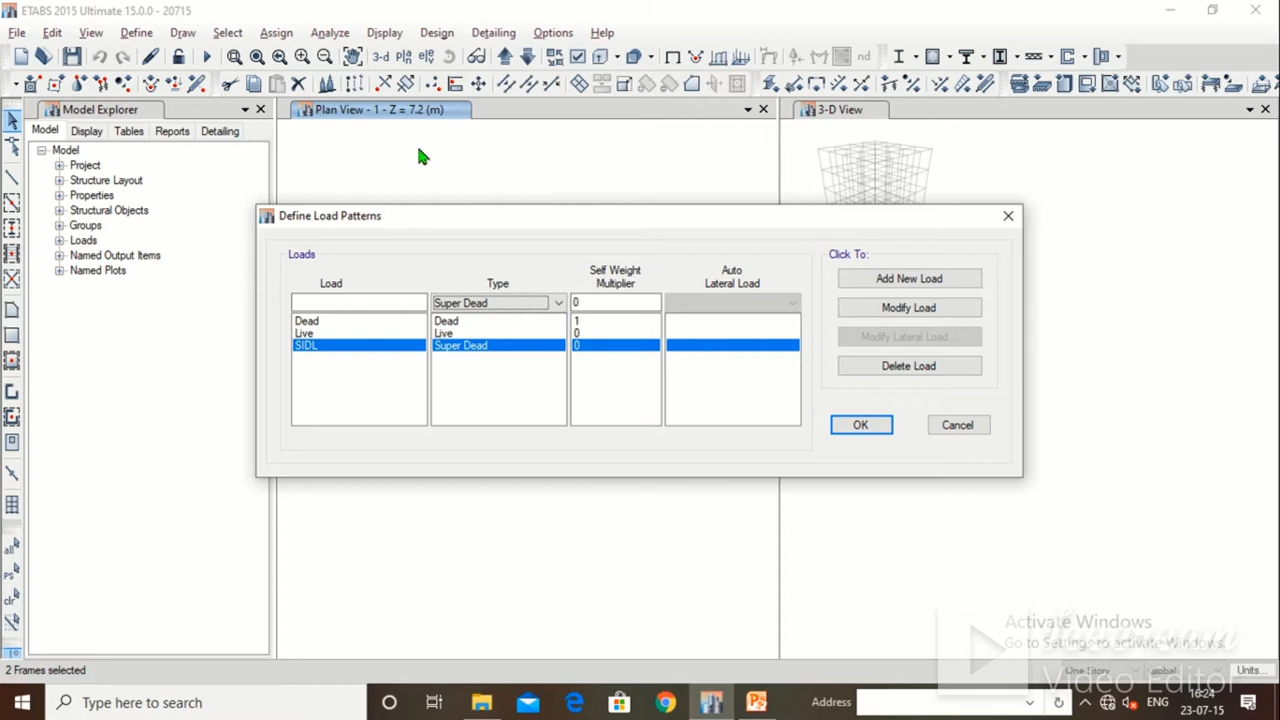 ETABS 2015 Ultimate 15.0.0 - 20715
File Edit View Define Draw Select Assign Analyze Display Design Detailing Options Help
3-d
nd
Model Explorer
Plan View - 1 - Z = 7.2 (m)
3-D View
Model Display Tables Reports Detailing
Model
Project
Structure Layout
Properties
Structural Objects
Groups
Loads
Named Output Items
Named Plots
Define Load Patterns
Loads
Click To:
Load
Type
Self Weight
Multiplier
Auto
Lateral Load
Super Dead 0
Dead Dead 1
Live Live 0
SIDL Super Dead 0
Add New Load
Modify Load
Modify Lateral Load...
Delete Load
OK
Cancel
all
PS
clr
Activate Windows
Go to Settings to activate Windows.
Video Editor
2 Frames selected
One Story Global Units...
Type here to search
Address
ENG
16:24
23-07-15